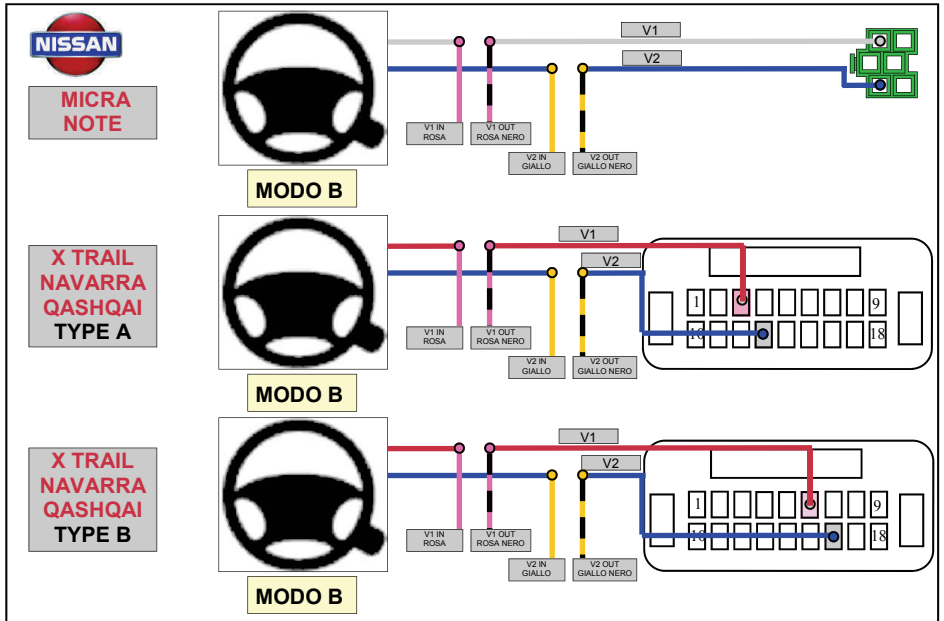 NISSAN
MICRA
NOTE
MODO B
V1
V2
V1 IN
ROSA
V1 OUT
ROSA NERO
V2 IN
GIALLO
V2 OUT
GIALLO NERO
X TRAIL
NAVARRA
QASHQAI
TYPE A
MODO B
V1
V2
V1 IN
ROSA
V1 OUT
ROSA NERO
V2 IN
GIALLO
V2 OUT
GIALLO NERO
1 9
10 18
X TRAIL
NAVARRA
QASHQAI
TYPE B
MODO B
V1
V2
V1 IN
ROSA
V1 OUT
ROSA NERO
V2 IN
GIALLO
V2 OUT
GIALLO NERO
1 9
10 18